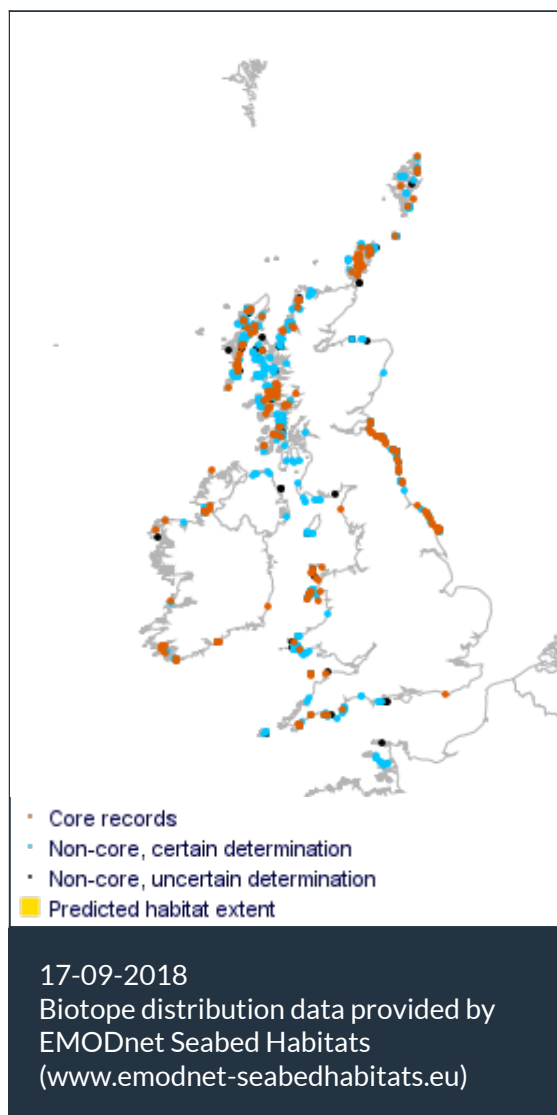 Core records
Non-core, certain determination
Non-core, uncertain determination
Predicted habitat extent
17-09-2018
Biotope distribution data provided by
EMODnet Seabed Habitats
(www.emodnet-seabedhabitats.eu)